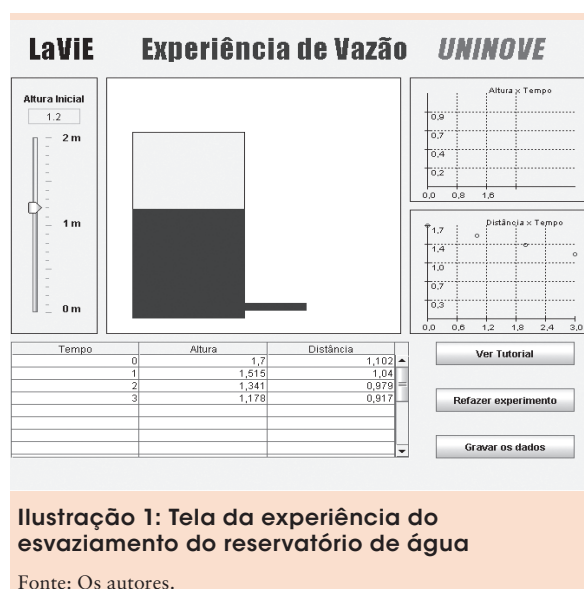 LaViE Experiência de Vazão UNINOVE
Altura Inicial
1.2
2 m
1 m
0 m
Altura x Tempo
0,9
0,7
0,4
0,2
0,0 0,8 1,6
Distância x Tempo
1,7
1,4
1,0
0,7
0,3
0,0 0,6 1,2 1,8 2,4 3,0
Tempo Altura Distância
0 1,7 1,102
1 1,515 1,04
2 1,341 0,979
3 1,178 0,917
Ver Tutorial
Refazer experimento
Gravar os dados
Ilustração 1: Tela da experiência do
esvaziamento do reservatório de água
Fonte: Os autores.